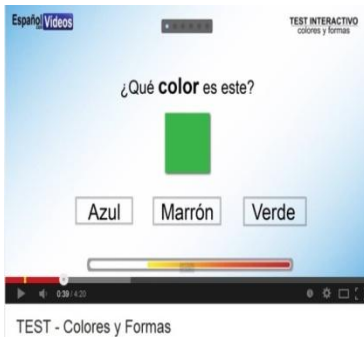 Español Videos
TEST INTERACTIVO
colores y formas
¿Qué color es este?
Azul Marrón Verde
0:39 / 4:20
TEST - Colores y Formas